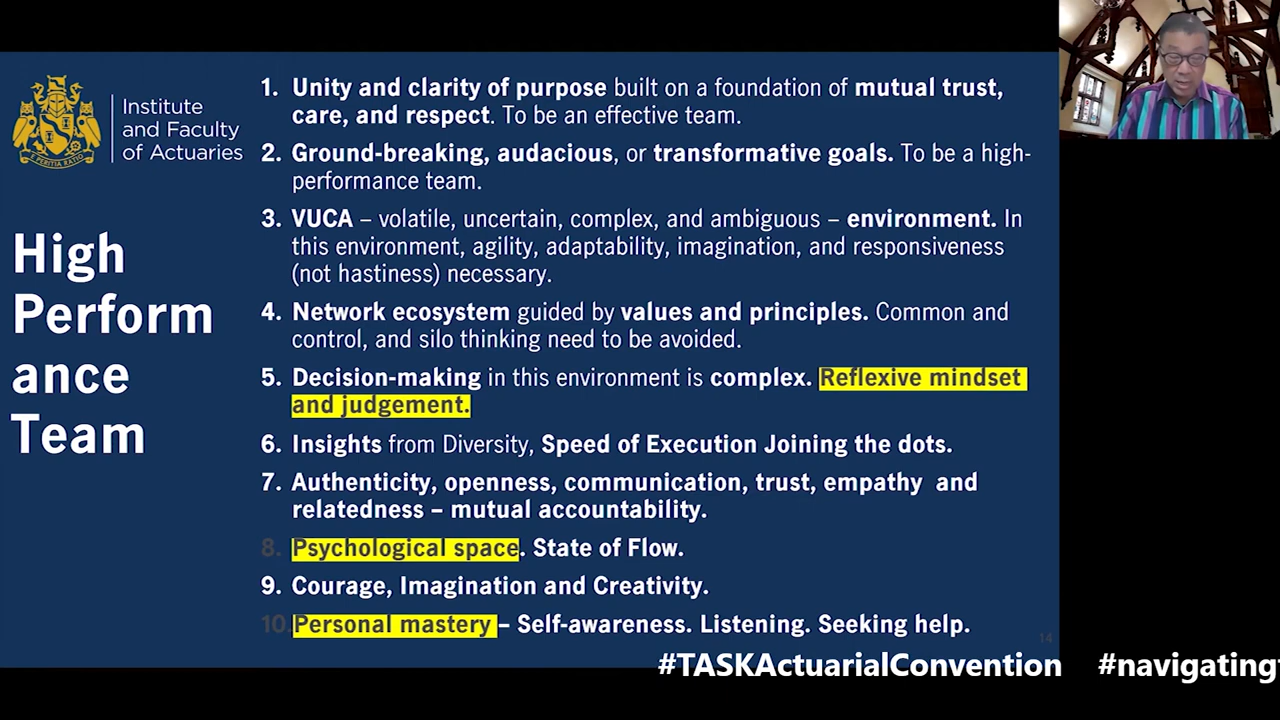 Institute
and Faculty
of Actuaries
High
Perform
ance
Team
1. Unity and clarity of purpose built on a foundation of mutual trust,
care, and respect. To be an effective team.
2. Ground-breaking, audacious, or transformative goals. To be a high-
performance team.
3. VUCA – volatile, uncertain, complex, and ambiguous – environment. In
this environment, agility, adaptability, imagination, and responsiveness
(not hastiness) necessary.
4. Network ecosystem guided by values and principles. Common and
control, and silo thinking need to be avoided.
5. Decision-making in this environment is complex. Reflexive mindset
and judgement.
6. Insights from Diversity, Speed of Execution Joining the dots.
7. Authenticity, openness, communication, trust, empathy and
relatedness – mutual accountability.
8. Psychological space. State of Flow.
9. Courage, Imagination and Creativity.
10. Personal mastery – Self-awareness. Listening. Seeking help.
14
#TASKActuarialConvention #navigatingt